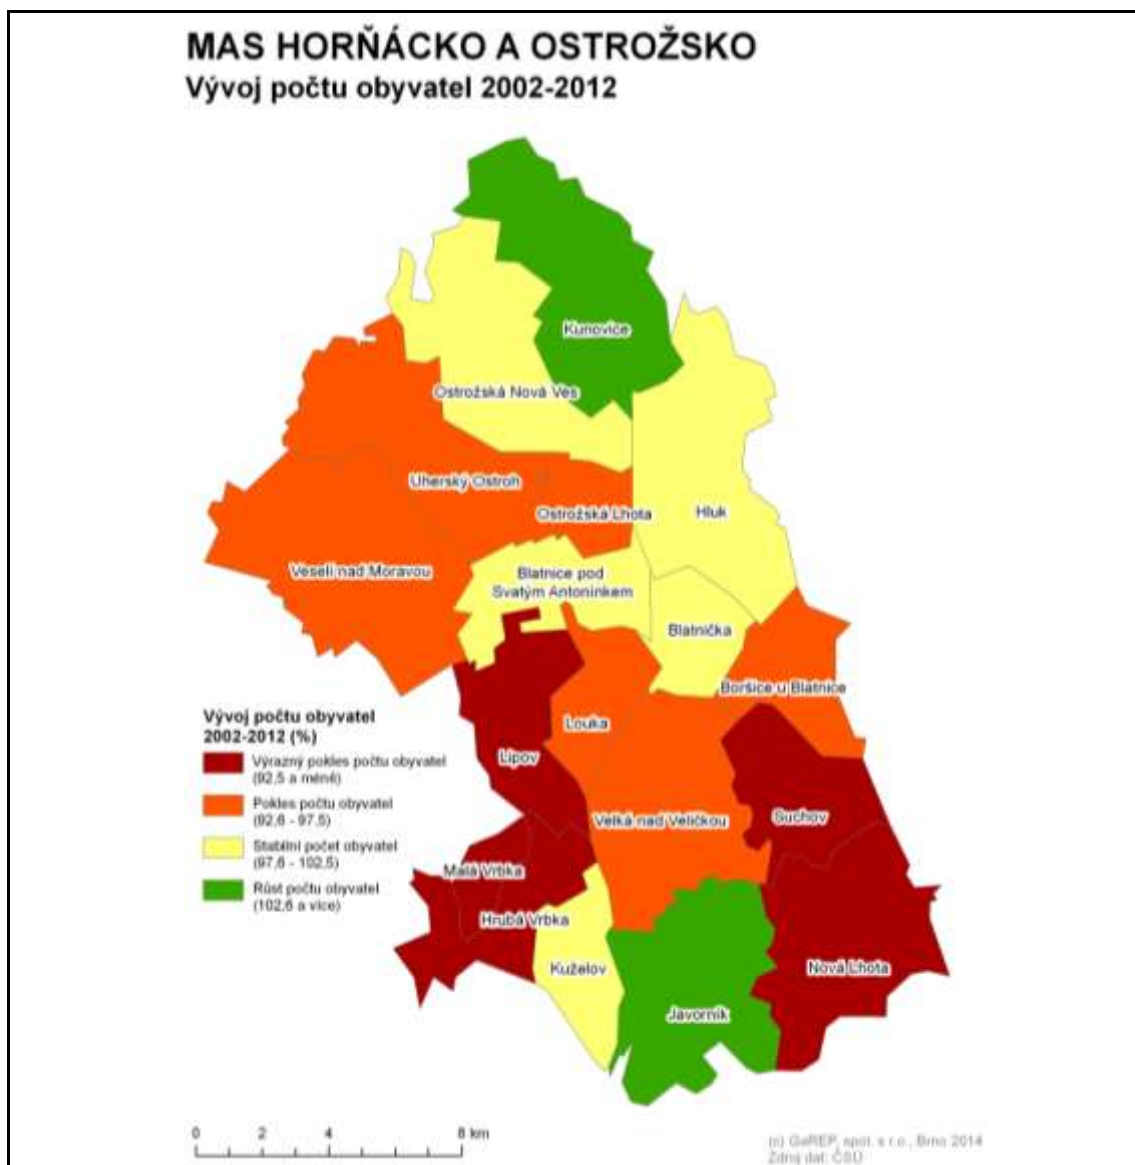 MAS HORŇÁCKO A OSTROŽSKO
Vývoj počtu obyvatel 2002-2012
Kunovice
Ostrožská Nová Ves
Uherský Ostroh
Ostrožská Lhota
Hluk
Veselí nad Moravou
Blatnice pod
Svatým Antonínkem
Blatnička
Boršice u Blatnice
Louka
Lipov
Suchov
Velká nad Veličkou
Malá Vrbka
Hrubá Vrbka
Kuželov
Nová Lhota
Javorník
Vývoj počtu obyvatel
2002-2012 (%)
Výrazný pokles počtu obyvatel
(92,5 a méně)
Pokles počtu obyvatel
(92,6 - 97,5)
Stabilní počet obyvatel
(97,6 - 102,5)
Růst počtu obyvatel
(102,6 a více)
0 2 4 8 km
(c) GaREP, spol. s r.o., Brno 2014
Zdroj dat: ČSÚ